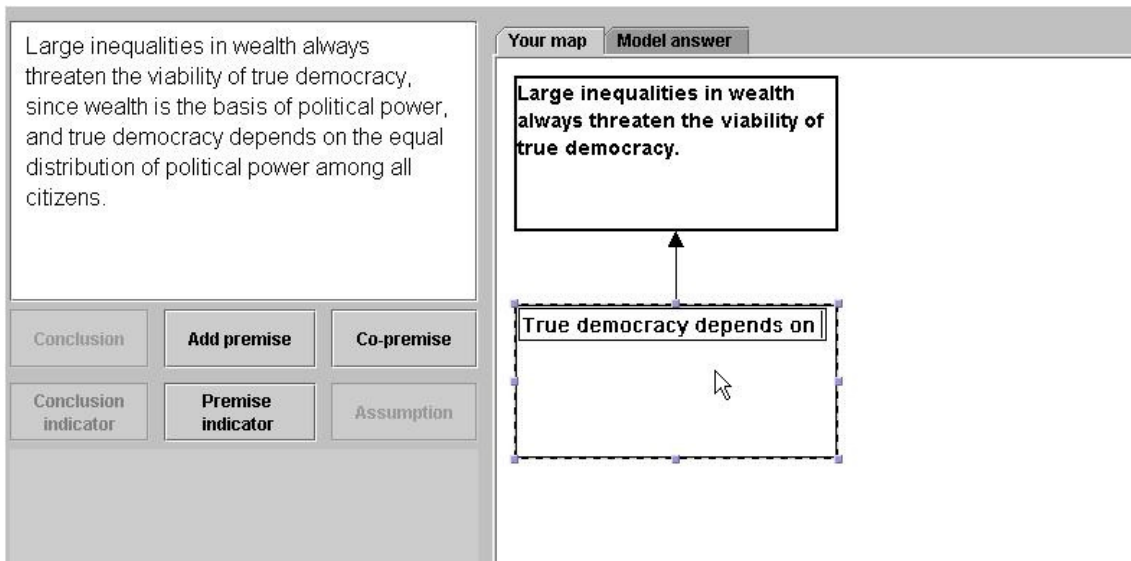 Large inequalities in wealth always
threaten the viability of true democracy,
since wealth is the basis of political power,
and true democracy depends on the equal
distribution of political power among all
citizens.
Conclusion
Add premise
Co-premise
Conclusion
indicator
Premise
indicator
Assumption
Your map
Model answer
Large inequalities in wealth
always threaten the viability of
true democracy.
True democracy depends on